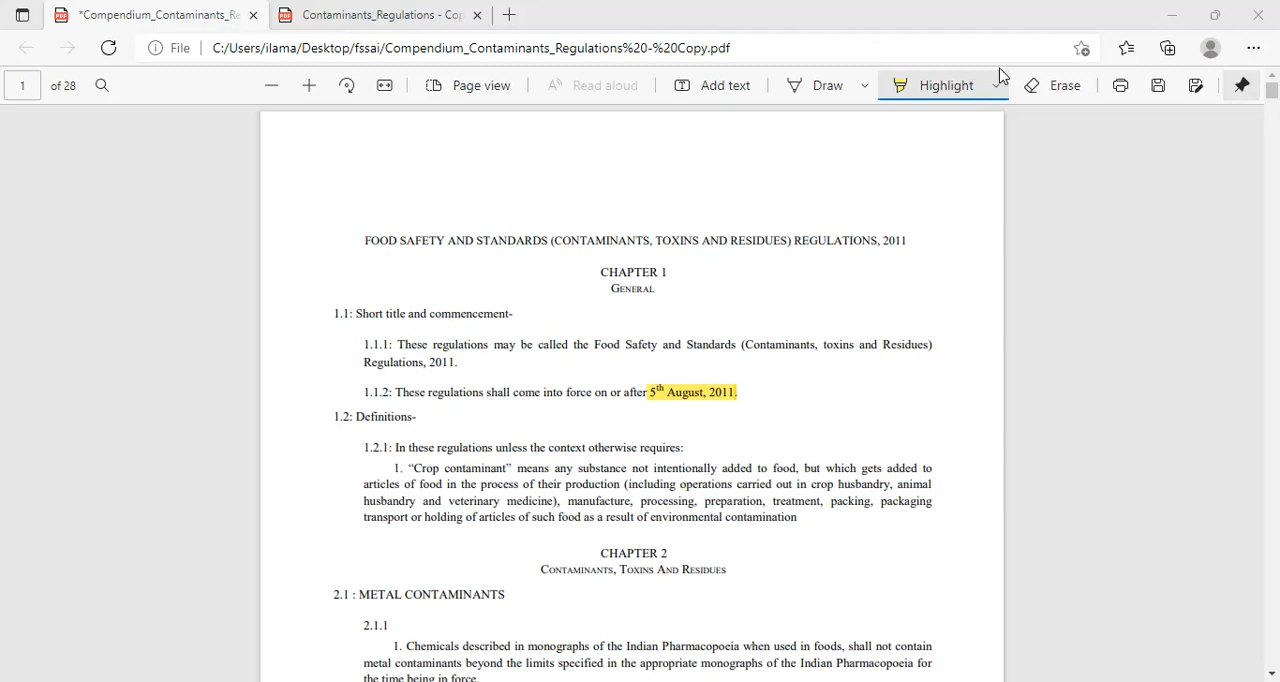 *Compendium_Contaminants_Re
Contaminants_Regulations - Cop
File
C:/Users/ilama/Desktop/fssai/Compendium_Contaminants_Regulations%20-%20Copy.pdf
1 of 28
Page view
Read aloud
Add text
Draw
Highlight
Erase
FOOD SAFETY AND STANDARDS (CONTAMINANTS, TOXINS AND RESIDUES) REGULATIONS, 2011
CHAPTER 1
GENERAL
1.1: Short title and commencement-
1.1.1: These regulations may be called the Food Safety and Standards (Contaminants, toxins and Residues)
Regulations, 2011.
1.1.2: These regulations shall come into force on or after 5th August, 2011.
1.2: Definitions-
1.2.1: In these regulations unless the context otherwise requires:
1. “Crop contaminant” means any substance not intentionally added to food, but which gets added to
articles of food in the process of their production (including operations carried out in crop husbandry, animal
husbandry and veterinary medicine), manufacture, processing, preparation, treatment, packing, packaging
transport or holding of articles of such food as a result of environmental contamination
CHAPTER 2
CONTAMINANTS, TOXINS AND RESIDUES
2.1 : METAL CONTAMINANTS
2.1.1
1. Chemicals described in monographs of the Indian Pharmacopoeia when used in foods, shall not contain
metal contaminants beyond the limits specified in the appropriate monographs of the Indian Pharmacopoeia for
the time being in force.